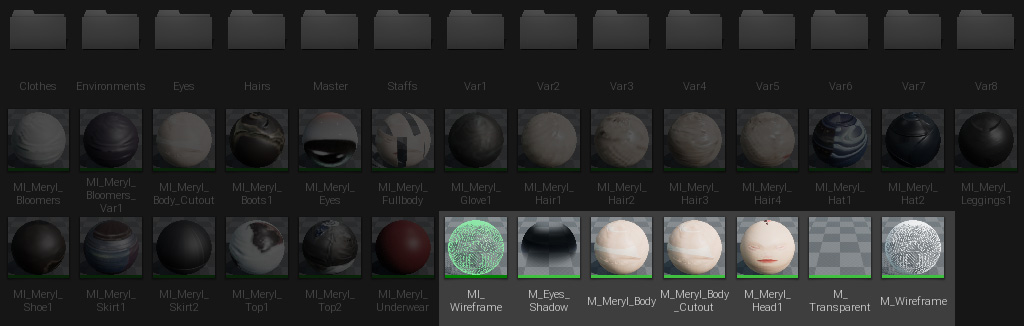 Clothes Environments Eyes Hairs Master Staffs Var1 Var2 Var3 Var4 Var5 Var6 Var7 Var8
MI_Meryl_
Bloomers
MI_Meryl_
Bloomers_
Var1
MI_Meryl_
Body_Cutout
MI_Meryl_
Boots1
MI_Meryl_
Eyes
MI_Meryl_
Fullbody
MI_Meryl_
Glove1
MI_Meryl_
Hair1
MI_Meryl_
Hair2
MI_Meryl_
Hair3
MI_Meryl_
Hair4
MI_Meryl_
Hat1
MI_Meryl_
Hat2
MI_Meryl_
Leggings1
MI_Meryl_
Shoe1
MI_Meryl_
Skirt1
MI_Meryl_
Skirt2
MI_Meryl_
Top1
MI_Meryl_
Top2
MI_Meryl_
Underwear
MI_
Wireframe
M_Eyes_
Shadow
M_Meryl_Body
M_Meryl_Body
_Cutout
M_Meryl_
Head1
M_
Transparent
M_Wireframe